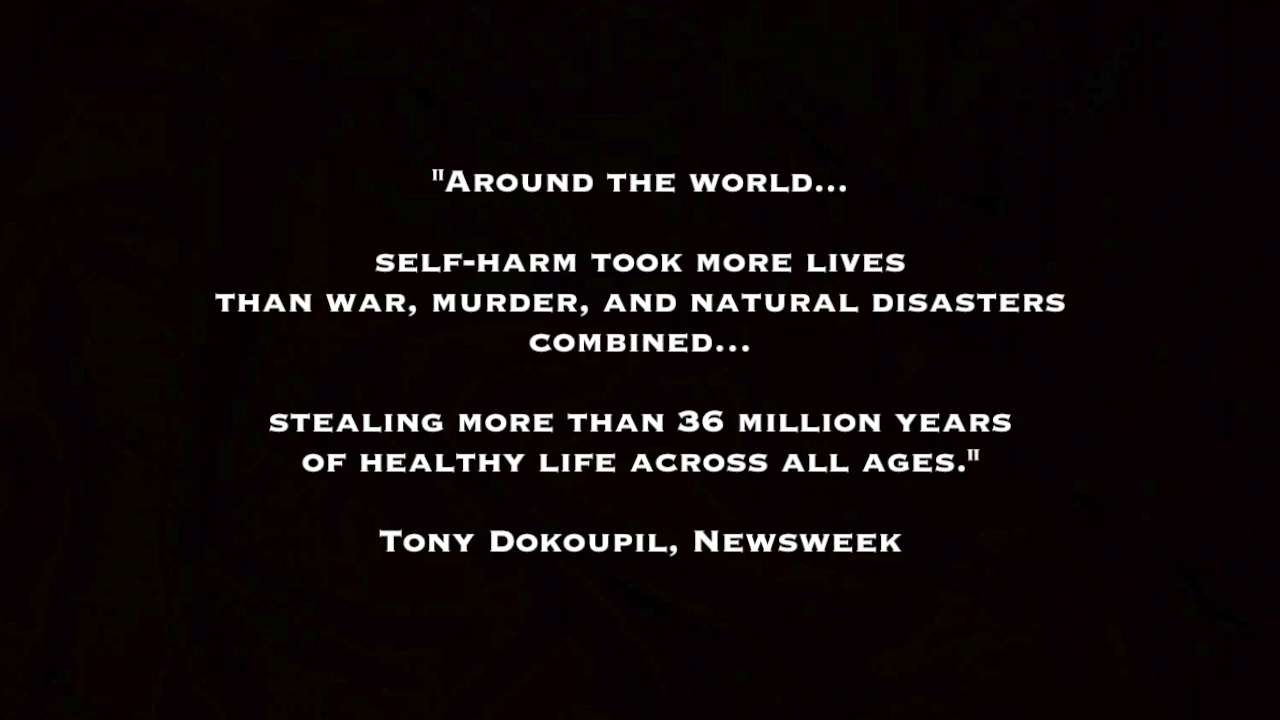 "Around the world...
self-harm took more lives
than war, murder, and natural disasters
combined...
stealing more than 36 million years
of healthy life across all ages."
Tony Dokoupil, Newsweek